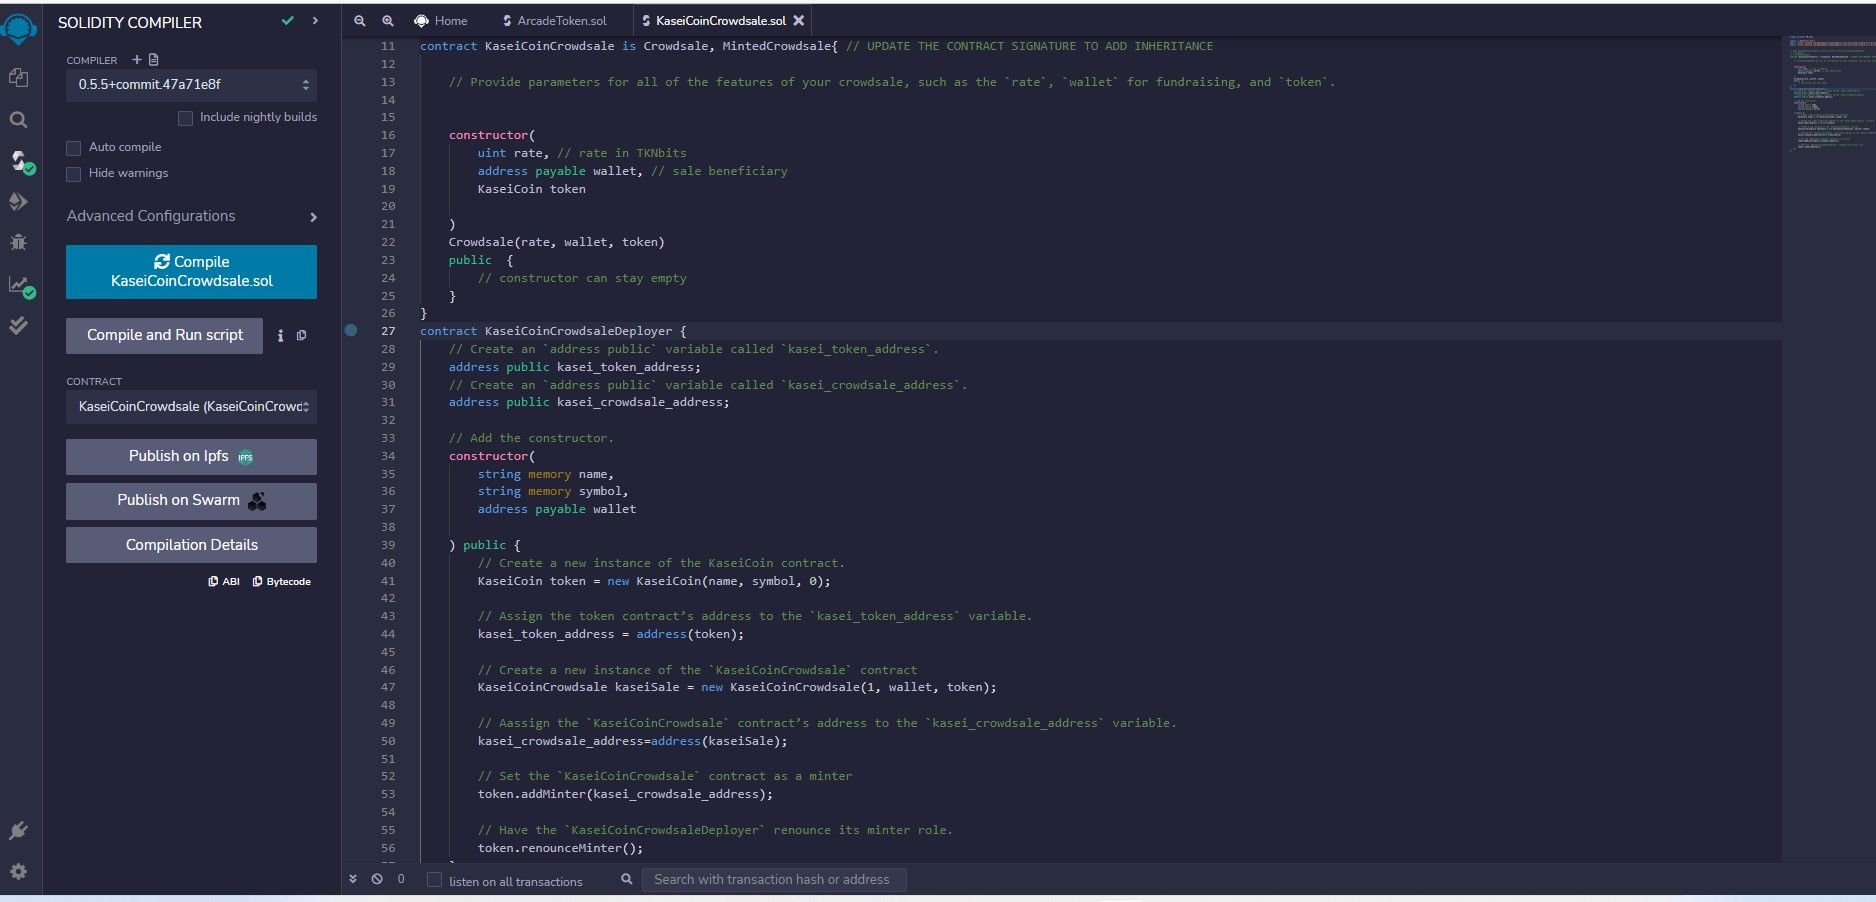 SOLIDITY COMPILER
COMPILER
0.5.5+commit.47a71e8f
Include nightly builds
Auto compile
Hide warnings
Advanced Configurations
Compile
KaseiCoinCrowdsale.sol
Compile and Run script
CONTRACT
KaseiCoinCrowdsale (KaseiCoinCrowd
Publish on Ipfs IPFS
Publish on Swarm
Compilation Details
ABI Bytecode
Home ArcadeToken.sol KaseiCoinCrowdsale.sol
11 contract KaseiCoinCrowdsale is Crowdsale, MintedCrowdsale{ // UPDATE THE CONTRACT SIGNATURE TO ADD INHERITANCE
12
13 // Provide parameters for all of the features of your crowdsale, such as the `rate`, `wallet` for fundraising, and `token`.
14
15
16 constructor(
17 uint rate, // rate in TKNbits
18 address payable wallet, // sale beneficiary
19 KaseiCoin token
20
21 )
22 Crowdsale(rate, wallet, token)
23 public {
24 // constructor can stay empty
25 }
26 }
27 contract KaseiCoinCrowdsaleDeployer {
28 // Create an `address public` variable called `kasei_token_address`.
29 address public kasei_token_address;
30 // Create an `address public` variable called `kasei_crowdsale_address`.
31 address public kasei_crowdsale_address;
32
33 // Add the constructor.
34 constructor(
35 string memory name,
36 string memory symbol,
37 address payable wallet
38
39 ) public {
40 // Create a new instance of the KaseiCoin contract.
41 KaseiCoin token = new KaseiCoin(name, symbol, 0);
42
43 // Assign the token contract’s address to the `kasei_token_address` variable.
44 kasei_token_address = address(token);
45
46 // Create a new instance of the `KaseiCoinCrowdsale` contract
47 KaseiCoinCrowdsale kaseiSale = new KaseiCoinCrowdsale(1, wallet, token);
48
49 // Aassign the `KaseiCoinCrowdsale` contract’s address to the `kasei_crowdsale_address` variable.
50 kasei_crowdsale_address=address(kaseiSale);
51
52 // Set the `KaseiCoinCrowdsale` contract as a minter
53 token.addMinter(kasei_crowdsale_address);
54
55 // Have the `KaseiCoinCrowdsaleDeployer` renounce its minter role.
56 token.renounceMinter();
0 listen on all transactions Search with transaction hash or address